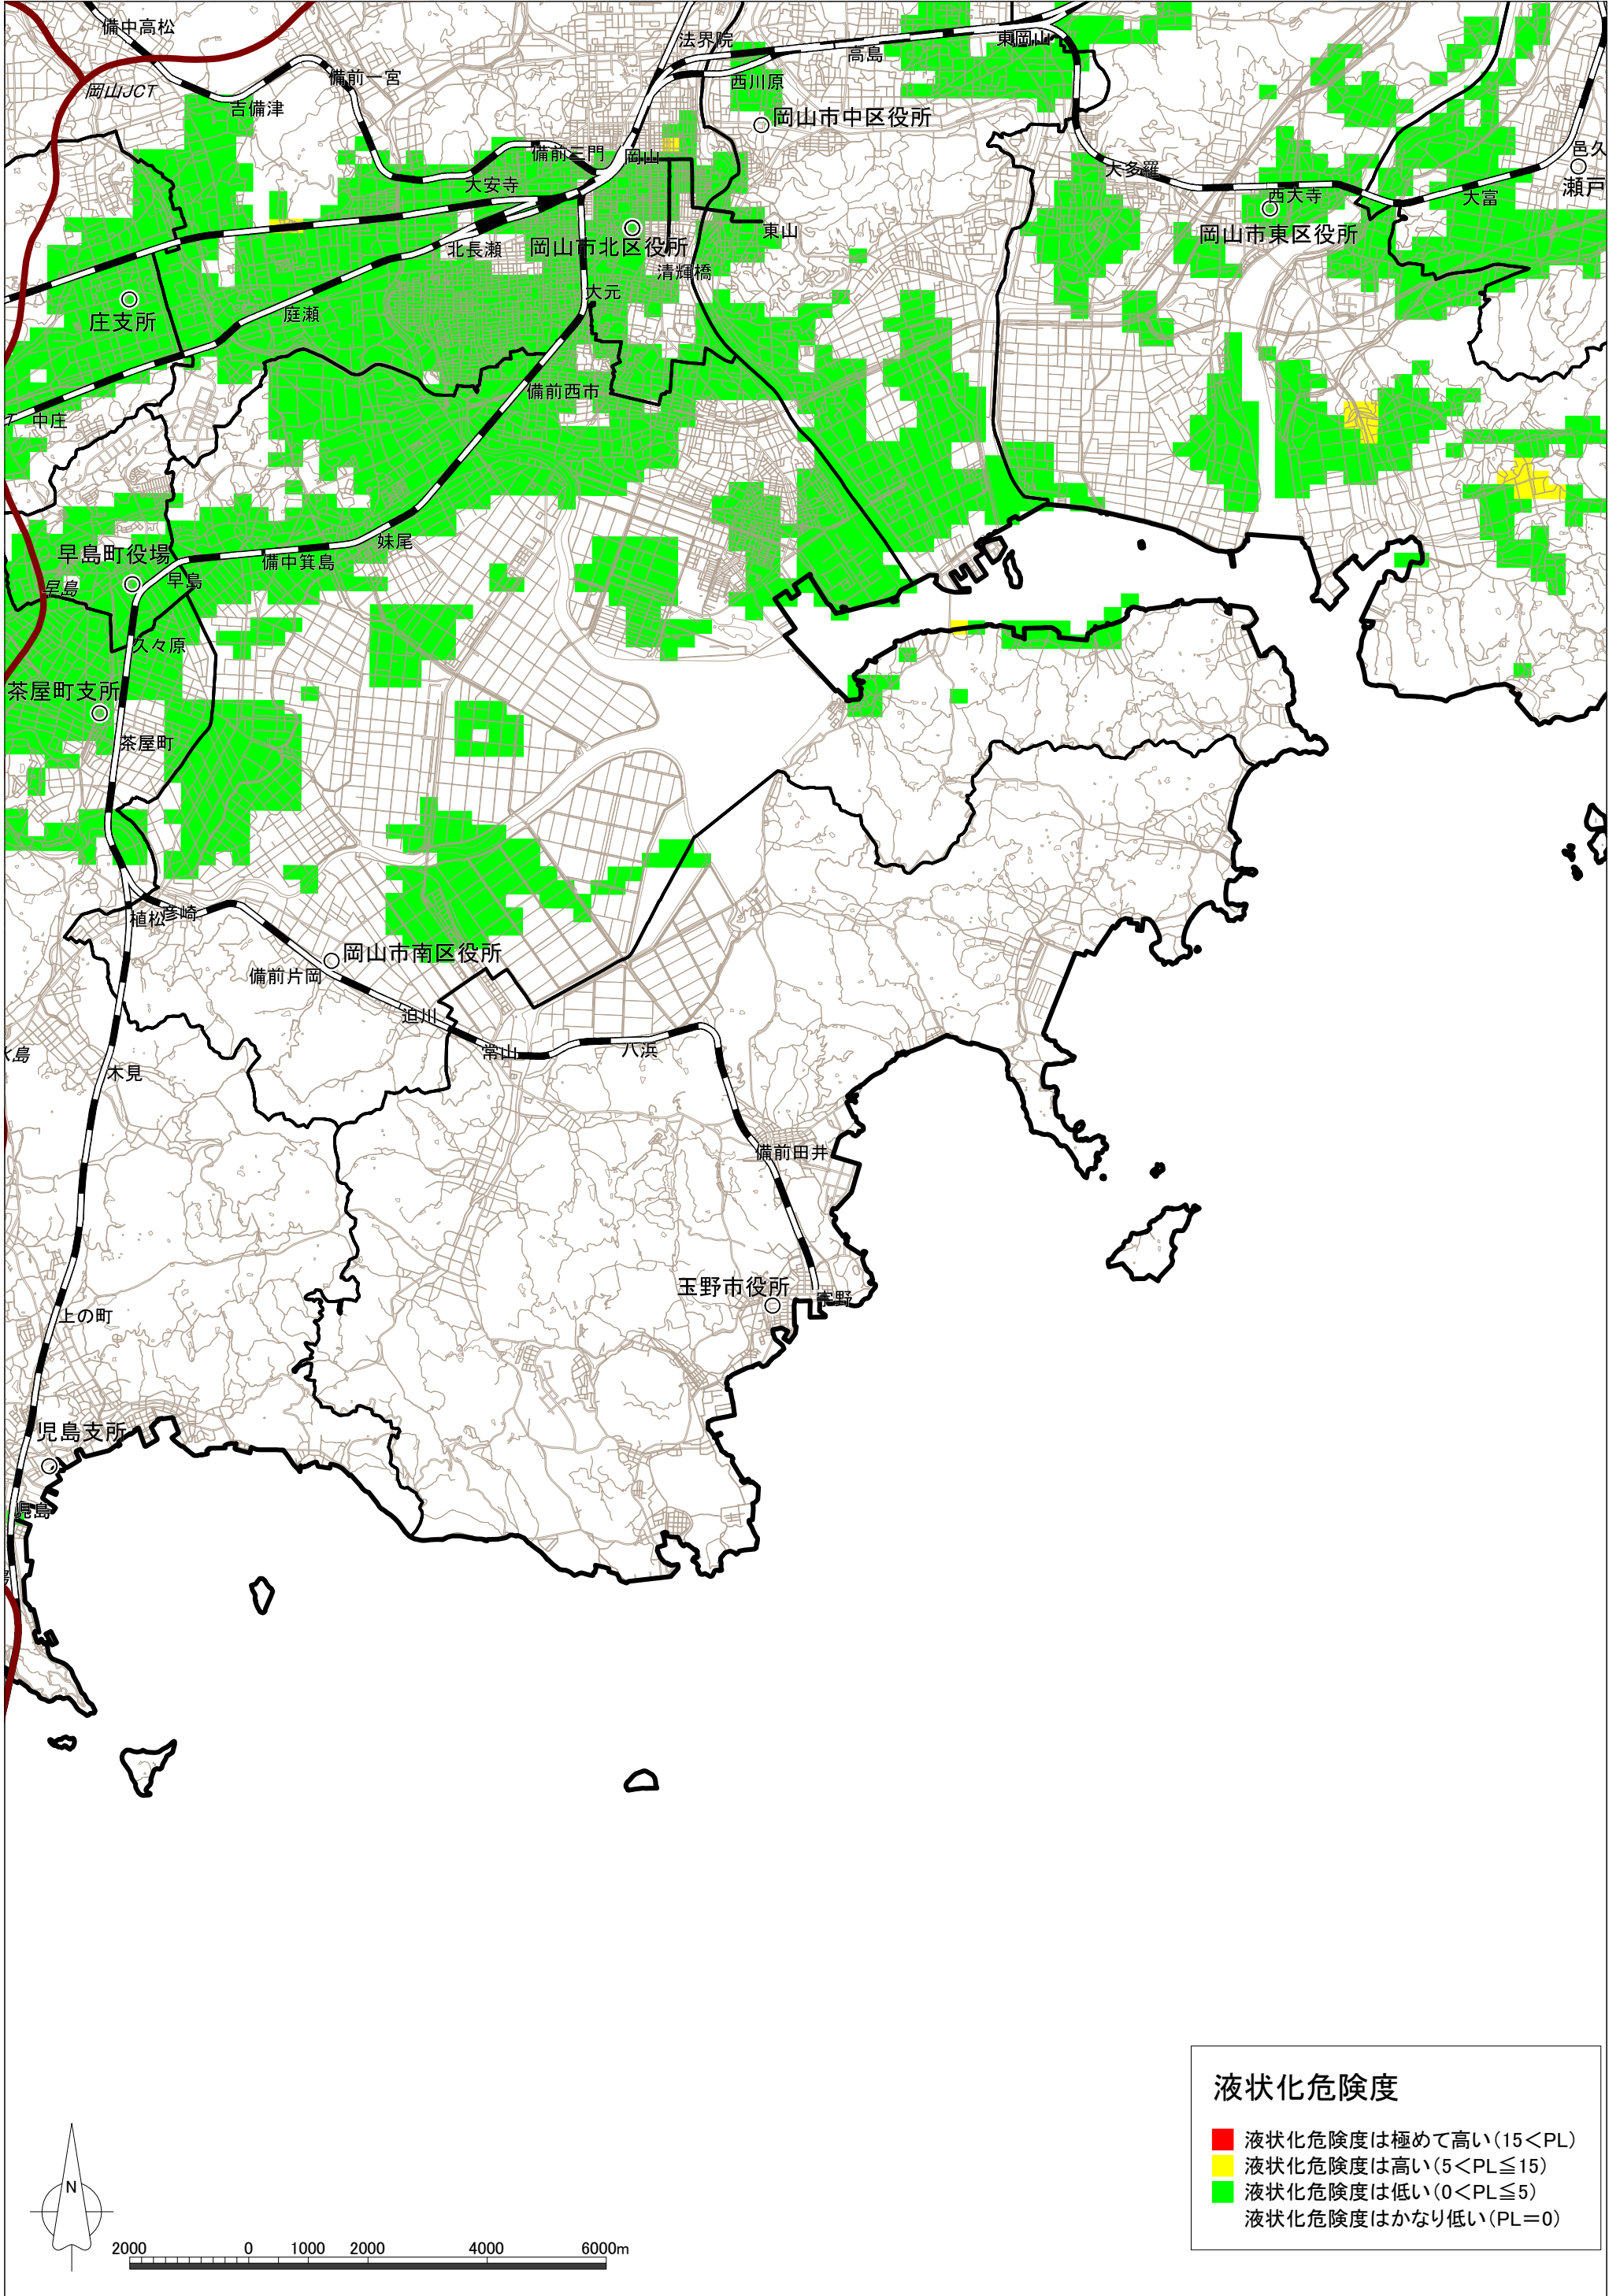 備中高松
法界院
高島
東岡山
備前一宮
岡山JCT
吉備津
西川原
岡山市中区役所
備前三門
岡山
大安寺
大多羅
邑久
瀬戸
西大寺
大富
東山
岡山市東区役所
北長瀬
岡山市北区役所
清輝橋
大元
庄支所
庭瀬
備前西市
中庄
妹尾
早島町役場
備中箕島
早島
早島
久々原
茶屋町支所
茶屋町
植松
彦崎
岡山市南区役所
備前片岡
迫川
常山
八浜
水島
木見
備前田井
玉野市役所
宇野
上の町
児島支所
児島
液状化危険度
液状化危険度は極めて高い(15<PL)
液状化危険度は高い(5<PL≦15)
液状化危険度は低い(0<PL≦5)
液状化危険度はかなり低い(PL=0)
N
2000 0 1000 2000 4000 6000m